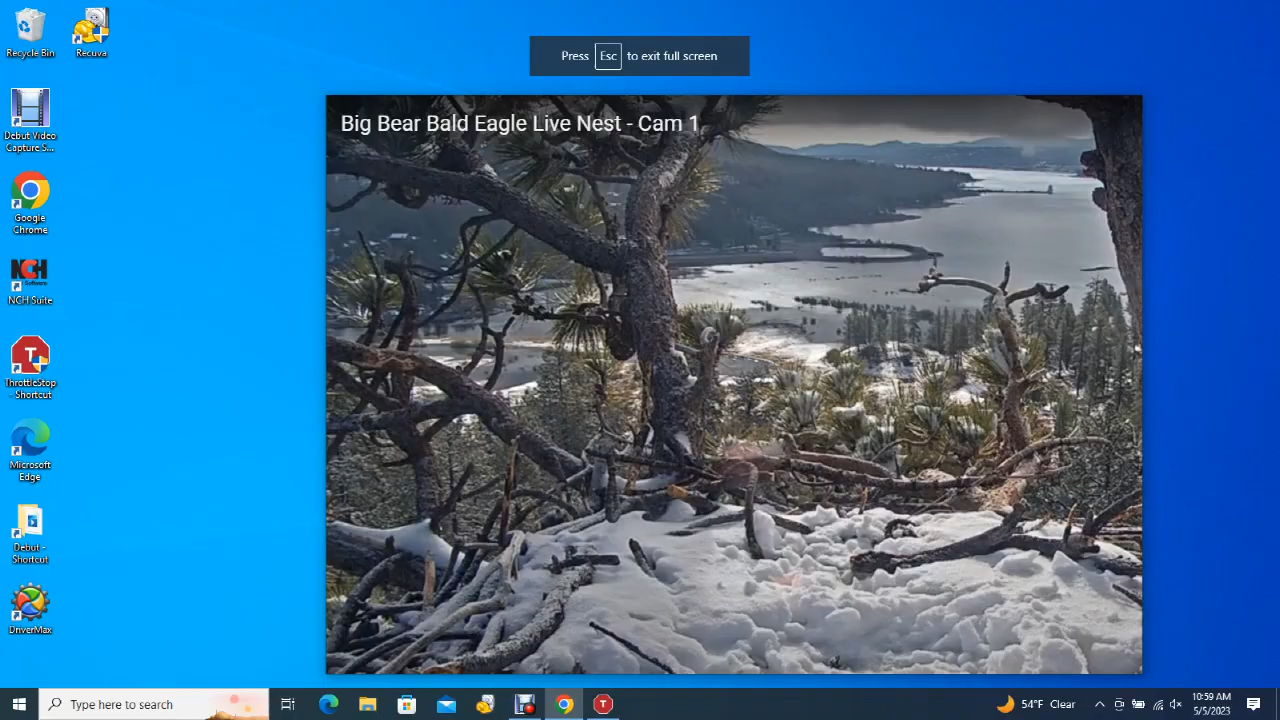 Recycle Bin
Recuva
Debut Video
Capture S...
Google
Chrome
NCH
Software
NCH Suite
T
ThrottleStop
- Shortcut
Microsoft
Edge
Debut -
Shortcut
DriverMax
Press Esc to exit full screen
Big Bear Bald Eagle Live Nest - Cam 1
Type here to search
T
54°F Clear
10:59 AM
5/5/2023